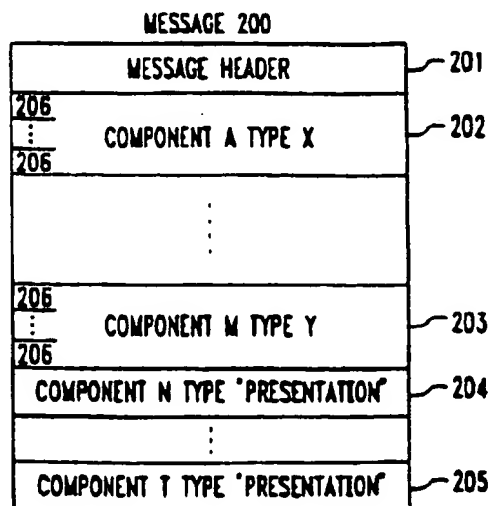 MESSAGE 200
MESSAGE HEADER 201
206
⋮ COMPONENT A TYPE X 202
206
⋮
206
⋮ COMPONENT M TYPE Y 203
206
COMPONENT N TYPE "PRESENTATION" 204
⋮
COMPONENT T TYPE "PRESENTATION" 205